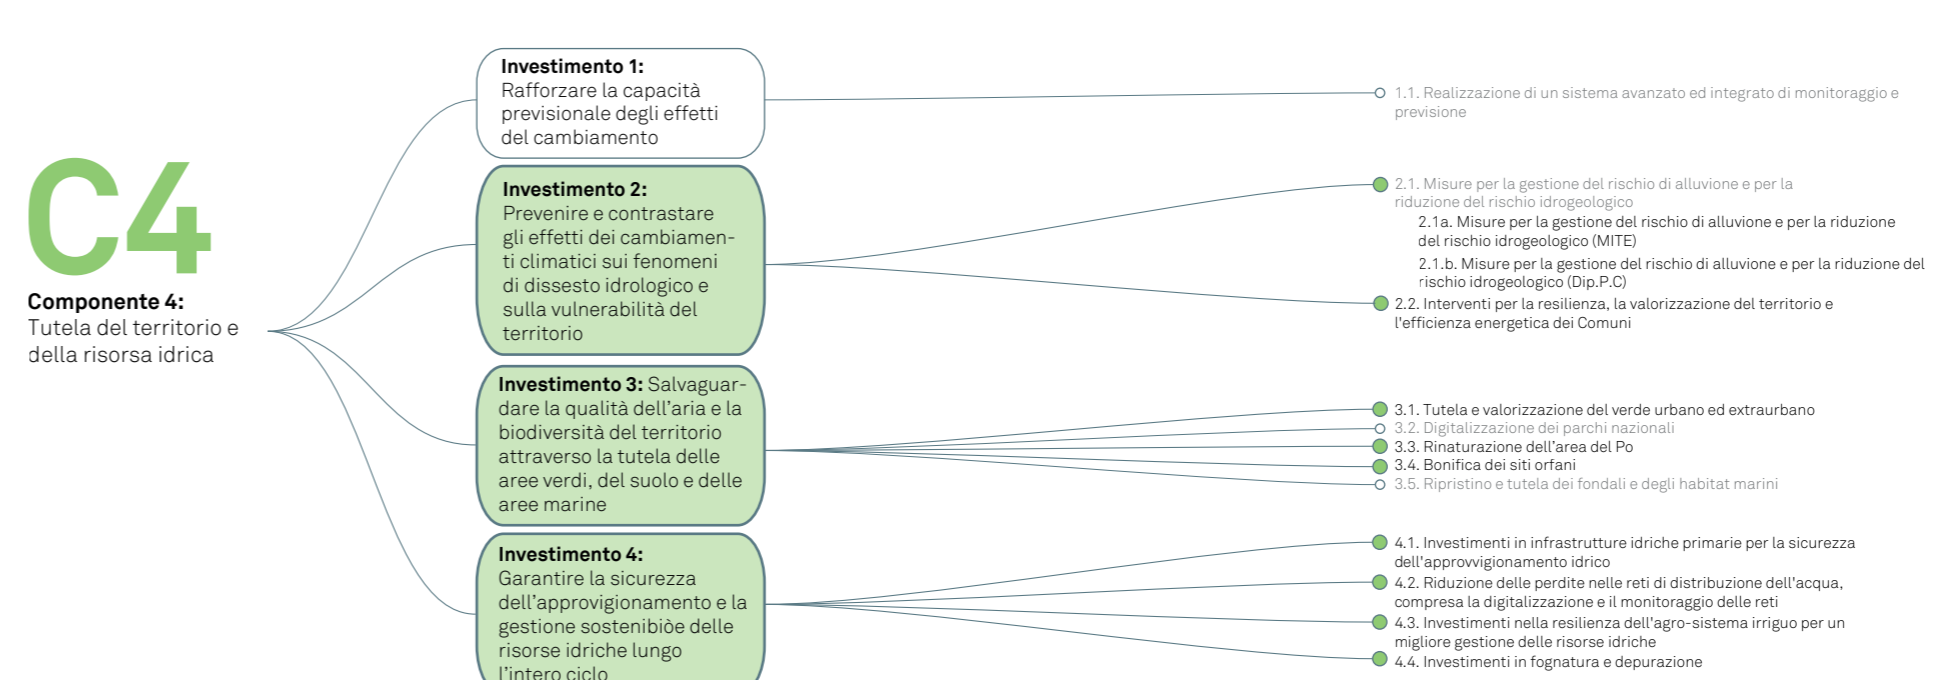 C4
Componente 4:
Tutela del territorio e
della risorsa idrica
Investimento 1:
Rafforzare la capacità
previsionale degli effetti
del cambiamento
1.1. Realizzazione di un sistema avanzato ed integrato di monitoraggio e
previsione
Investimento 2:
Prevenire e contrastare
gli effetti dei cambiamen-
ti climatici sui fenomeni
di dissesto idrologico e
sulla vulnerabilità del
territorio
2.1. Misure per la gestione del rischio di alluvione e per la
riduzione del rischio idrogeologico
2.1a. Misure per la gestione del rischio di alluvione e per la riduzione
del rischio idrogeologico (MITE)
2.1.b. Misure per la gestione del rischio di alluvione e per la riduzione del
rischio idrogeologico (Dip.P.C)
2.2. Interventi per la resilienza, la valorizzazione del territorio e
l'efficienza energetica dei Comuni
Investimento 3: Salvaguar-
dare la qualità dell'aria e la
biodiversità del territorio
attraverso la tutela delle
aree verdi, del suolo e delle
aree marine
3.1. Tutela e valorizzazione del verde urbano ed extraurbano
3.2. Digitalizzazione dei parchi nazionali
3.3. Rinaturazione dell'area del Po
3.4. Bonifica dei siti orfani
3.5. Ripristino e tutela dei fondali e degli habitat marini
Investimento 4:
Garantire la sicurezza
dell'approvigionamento e la
gestione sostenibiòe delle
risorse idriche lungo
l'intero ciclo
4.1. Investimenti in infrastrutture idriche primarie per la sicurezza
dell'approvvigionamento idrico
4.2. Riduzione delle perdite nelle reti di distribuzione dell'acqua,
compresa la digitalizzazione e il monitoraggio delle reti
4.3. Investimenti nella resilienza dell'agro-sistema irriguo per un
migliore gestione delle risorse idriche
4.4. Investimenti in fognatura e depurazione